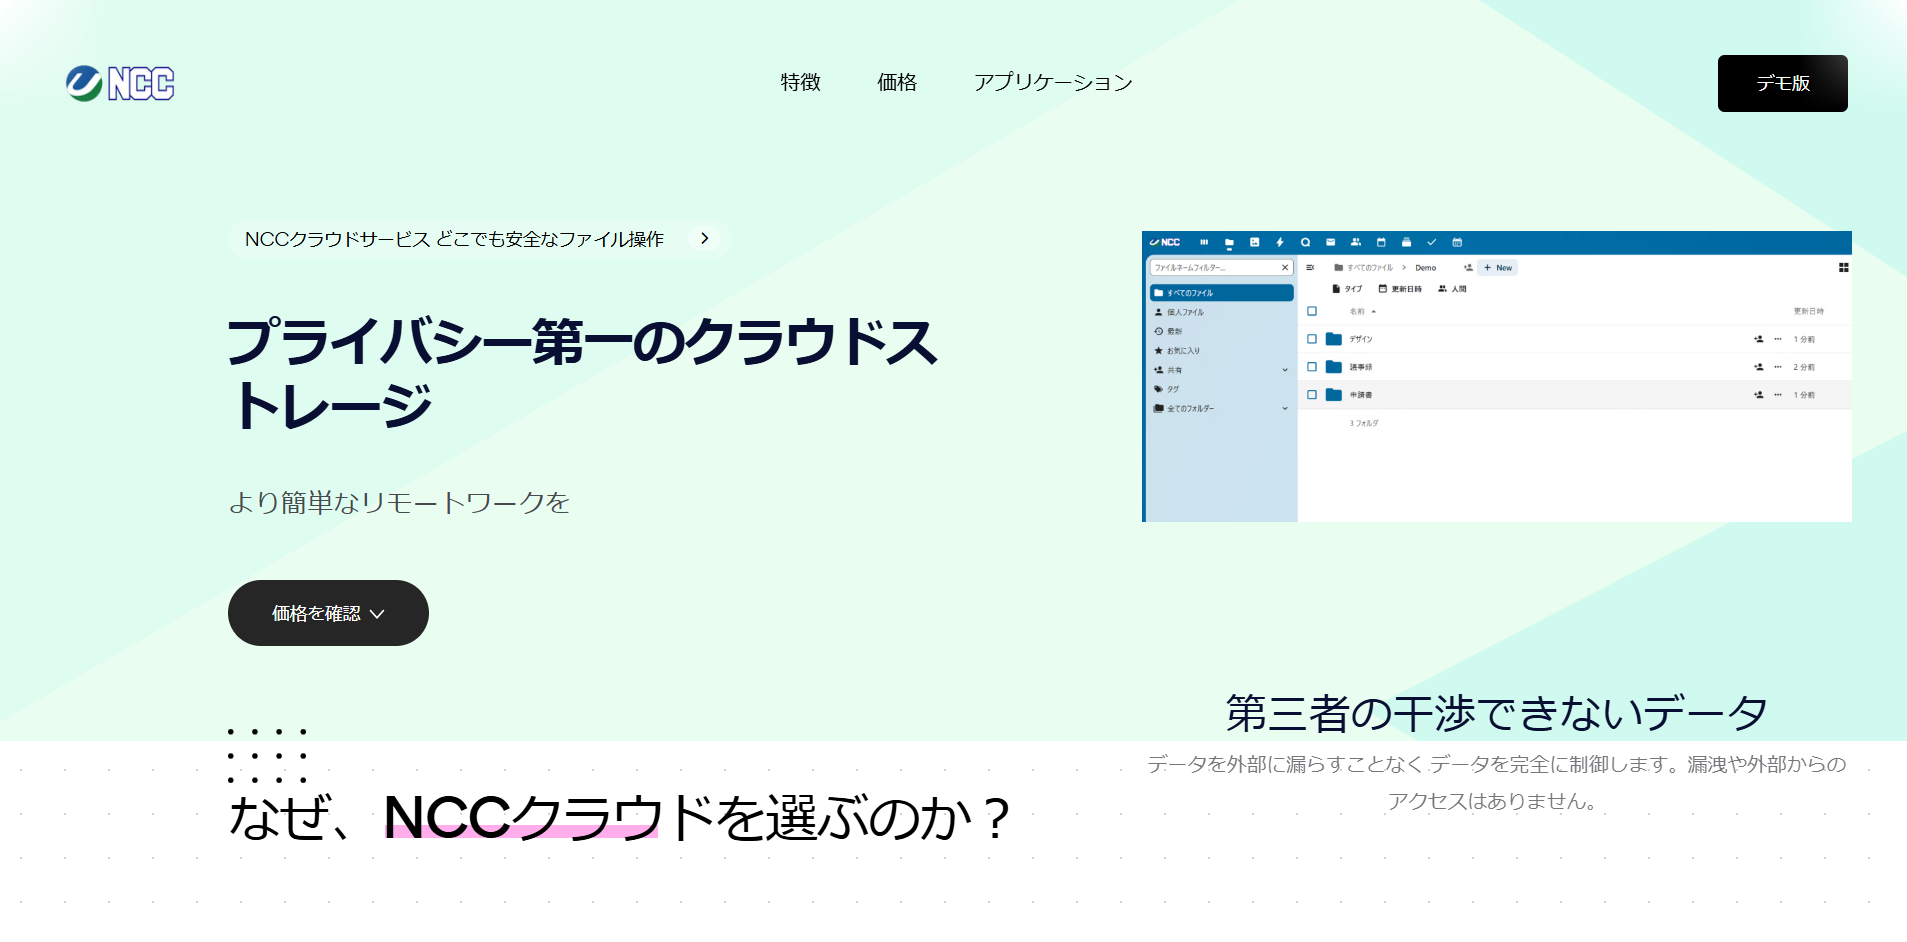 NCC
特徴
価格
アプリケーション
デモ版
NCCクラウドサービス どこでも安全なファイル操作
プライバシー第一のクラウドス
トレージ
より簡単なリモートワークを
価格を確認
NCC
ファイルネームフィルター...
すべてのファイル
個人ファイル
最新
お気に入り
共有
タグ
全てのフォルダー
すべてのファイル
Demo
New
タイプ
更新日時
人間
名前
更新日時
デザイン
1 分前
議事録
2 分前
申請書
1 分前
3 フォルダ
第三者の干渉できないデータ
データを外部に漏らすことなく データを完全に制御します。漏洩や外部からの
アクセスはありません。
なぜ、NCCクラウドを選ぶのか？